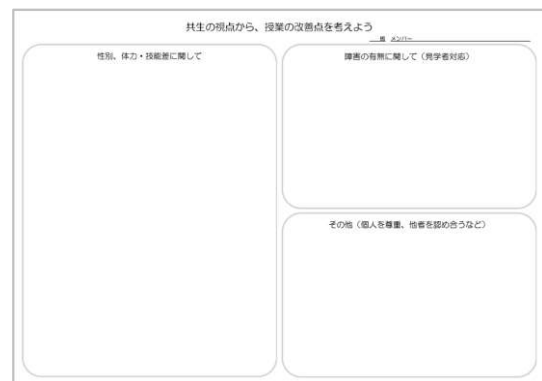 共生の視点から、授業の改善点を考えよう
班 メンバー
性別、体力・技能差に関して
障害の有無に関して（見学者対応）
その他（個人を尊重、他者を認め合うなど）